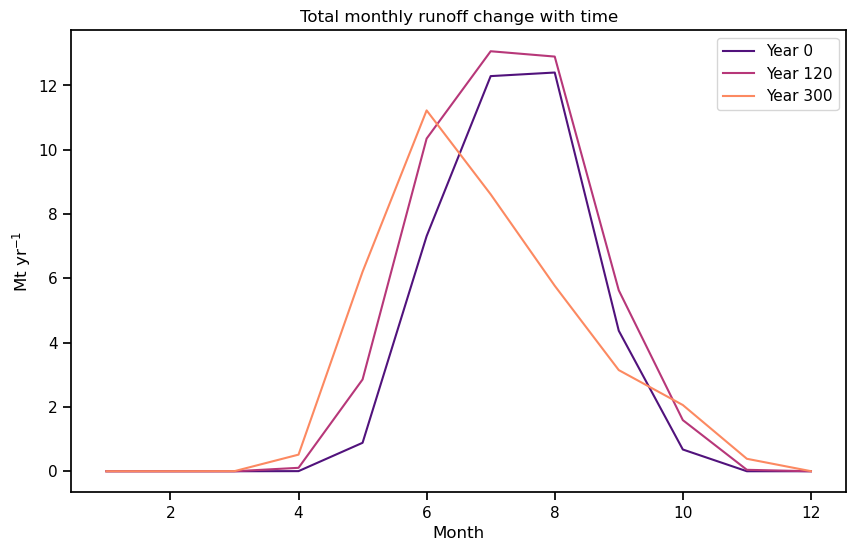 Total monthly runoff change with time
Year 0
Year 120
Year 300
12
10
8
6
4
2
0
Mt yr⁻¹
2 4 6 8 10 12
Month